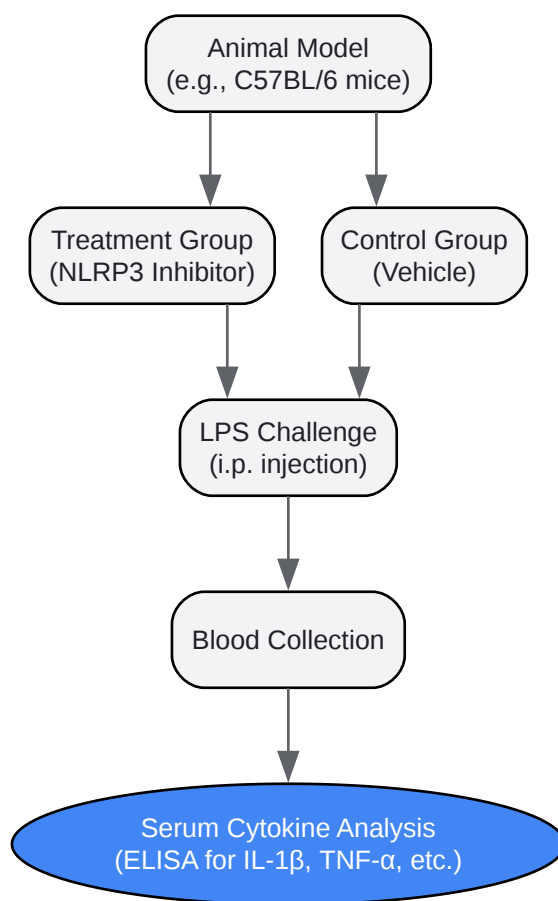 Animal Model
(e.g., C57BL/6 mice)
Treatment Group
(NLRP3 Inhibitor)
Control Group
(Vehicle)
LPS Challenge
(i.p. injection)
Blood Collection
Serum Cytokine Analysis
(ELISA for IL-1β, TNF-α, etc.)